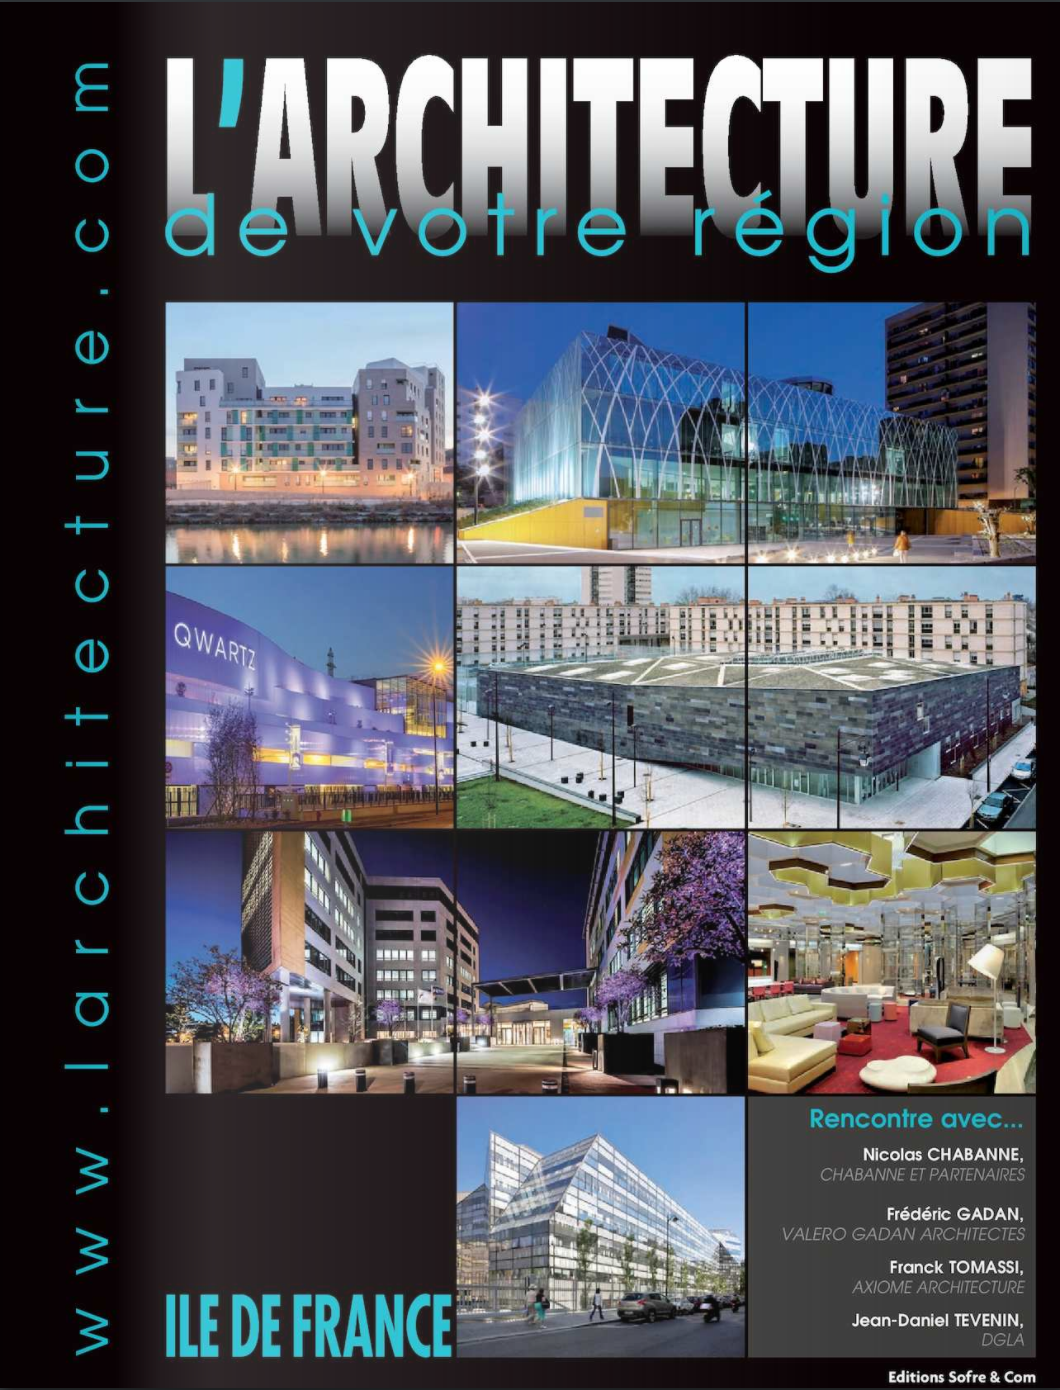 www.larchitecture.com
L'ARCHITECTURE
de votre région
QWARTZ
Rencontre avec...
Nicolas CHABANNE,
CHABANNE ET PARTENAIRES
Frédéric GADAN,
VALERO GADAN ARCHITECTES
Franck TOMASSI,
AXIOME ARCHITECTURE
Jean-Daniel TEVENIN,
DGLA
ILE DE FRANCE
Editions Sofre & Com